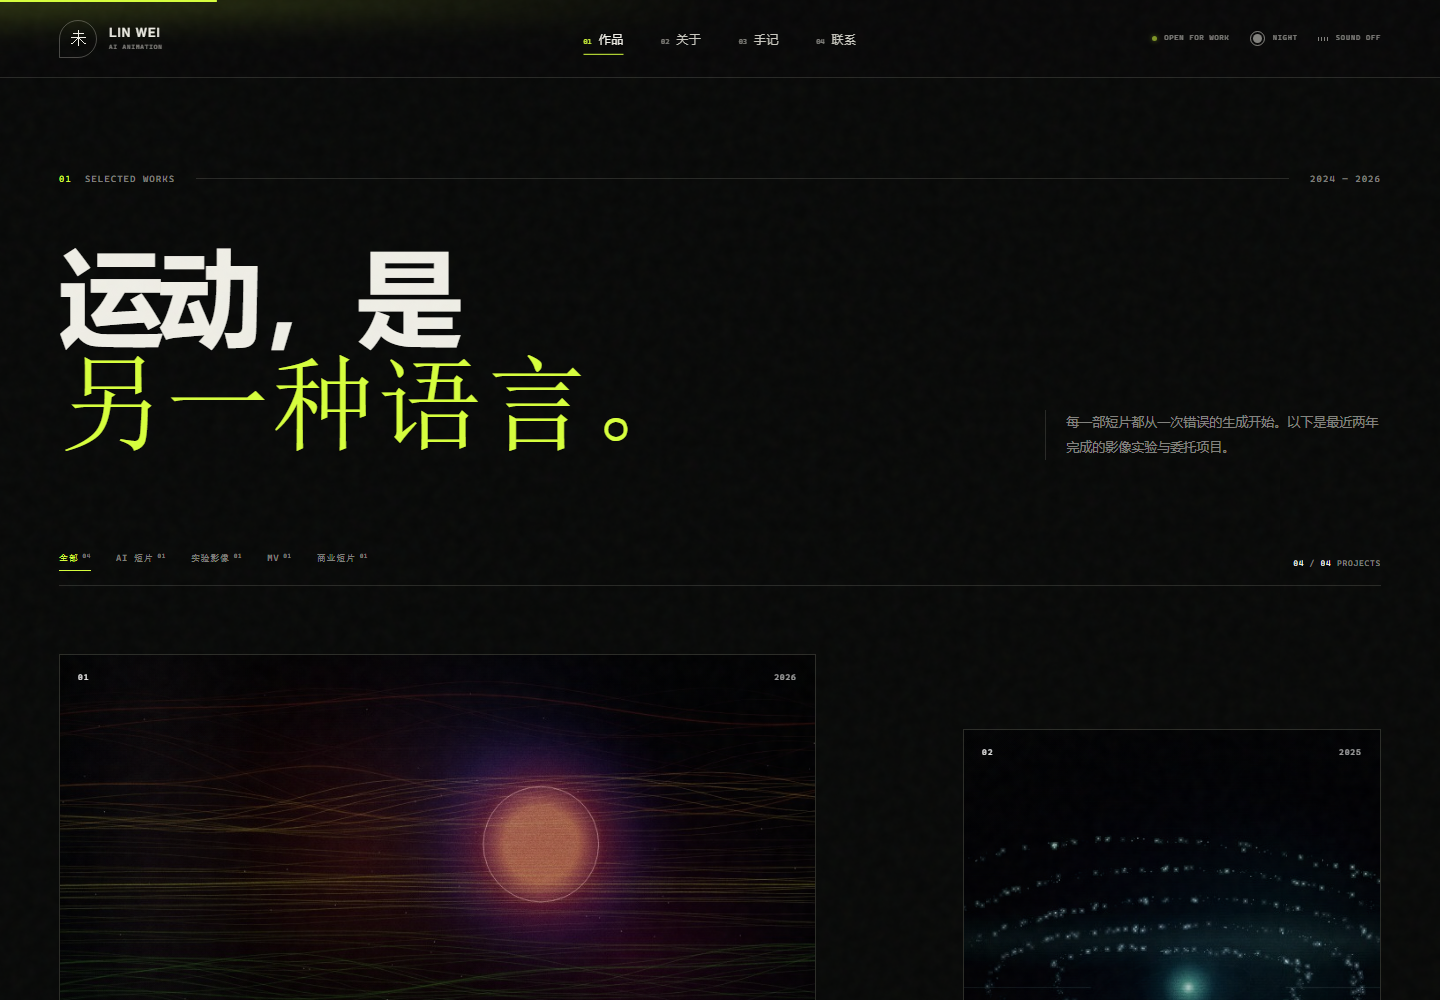 未
LIN WEI
AI ANIMATION
01 作品
02 关于
03 手记
04 联系
OPEN FOR WORK
NIGHT
SOUND OFF
01 SELECTED WORKS
2024 — 2026
运动，是
另一种语言。
每一部短片都从一次错误的生成开始。以下是最近两年
完成的影像实验与委托项目。
全部 04
AI 短片 01
实验影像 01
MV 01
商业短片 01
04 / 04 PROJECTS
01
2026
02
2025